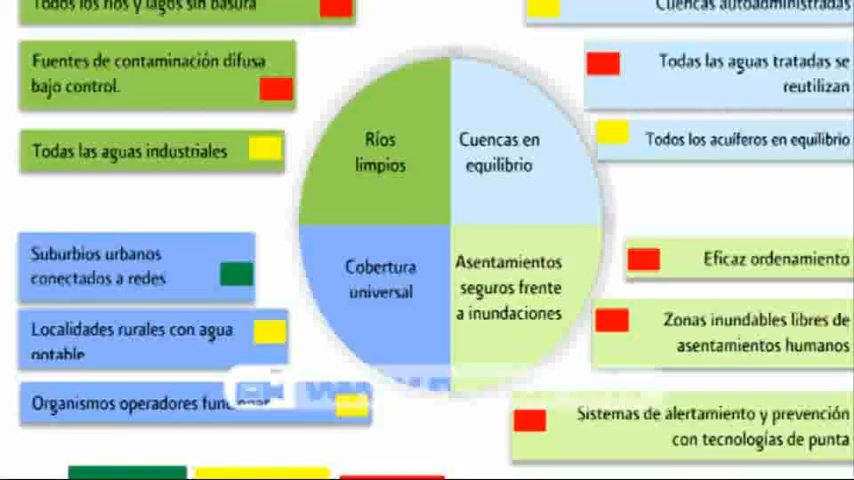 Todos los ríos y lagos sin basura
Fuentes de contaminación difusa
bajo control.
Todas las aguas industriales
Suburbios urbanos
conectados a redes
Localidades rurales con agua
potable
Organismos operadores
Ríos
limpios
Cuencas en
equilibrio
Cobertura
universal
Asentamientos
seguros frente
a inundaciones
Cuencas autoadministradas
Todas las aguas tratadas se
reutilizan
Todos los acuíferos en equilibrio
Eficaz ordenamiento
Zonas inundables libres de
asentamientos humanos
Sistemas de alertamiento y prevención
con tecnologías de punta